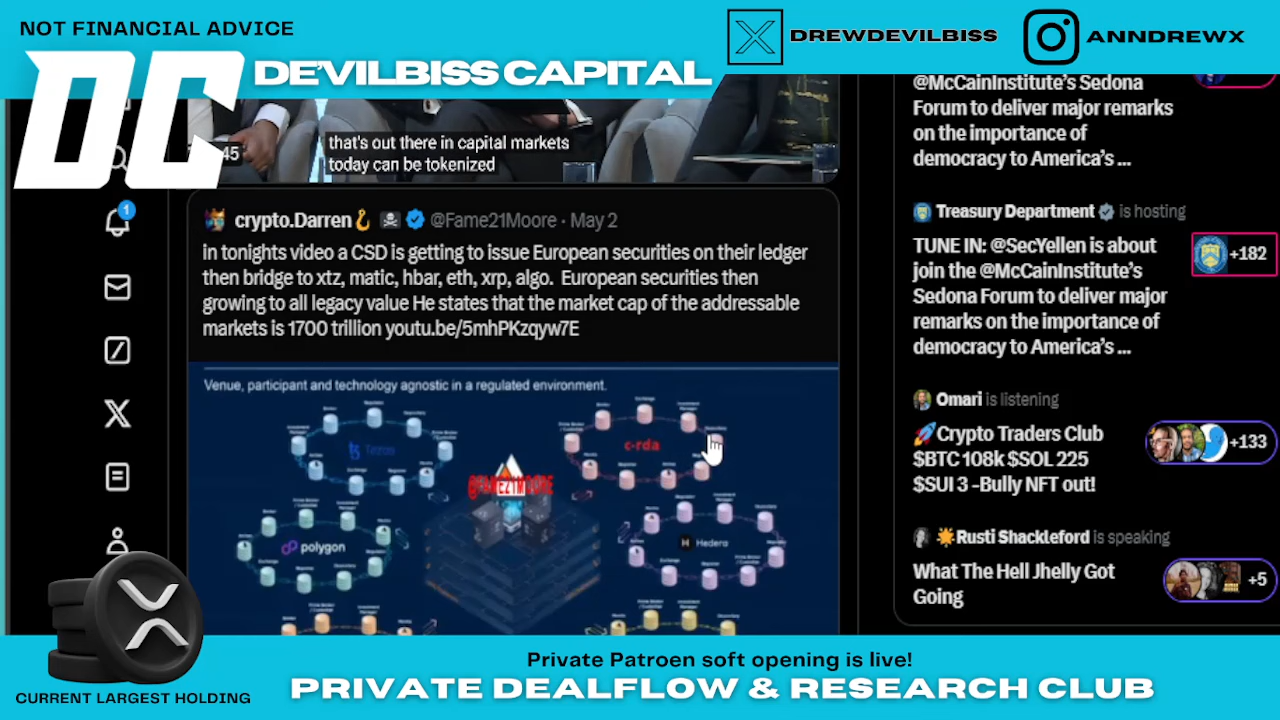 NOT FINANCIAL ADVICE
DC
DE'VILBISS CAPITAL
DREWDEVILBISS
ANNDREWX
45
that's out there in capital markets
today can be tokenized
1
crypto.Darren @Fame21Moore · May 2
in tonights video a CSD is getting to issue European securities on their ledger
then bridge to xtz, matic, hbar, eth, xrp, algo. European securities then
growing to all legacy value He states that the market cap of the addressable
markets is 1700 trillion youtu.be/5mhPKzqyw7E
Venue, participant and technology agnostic in a regulated environment.
Tezos
c-rda
@FAME21MOORE
polygon
Hedera
@McCainInstitute's Sedona
Forum to deliver major remarks
on the importance of
democracy to America's ...
Treasury Department is hosting
TUNE IN: @SecYellen is about
join the @McCainInstitute's
Sedona Forum to deliver major
remarks on the importance of
democracy to America's ...
+182
Omari is listening
Crypto Traders Club
$BTC 108k $SOL 225
$SUI 3 -Bully NFT out!
+133
Rusti Shackleford is speaking
What The Hell Jhelly Got
Going
+5
CURRENT LARGEST HOLDING
Private Patroen soft opening is live!
PRIVATE DEALFLOW & RESEARCH CLUB